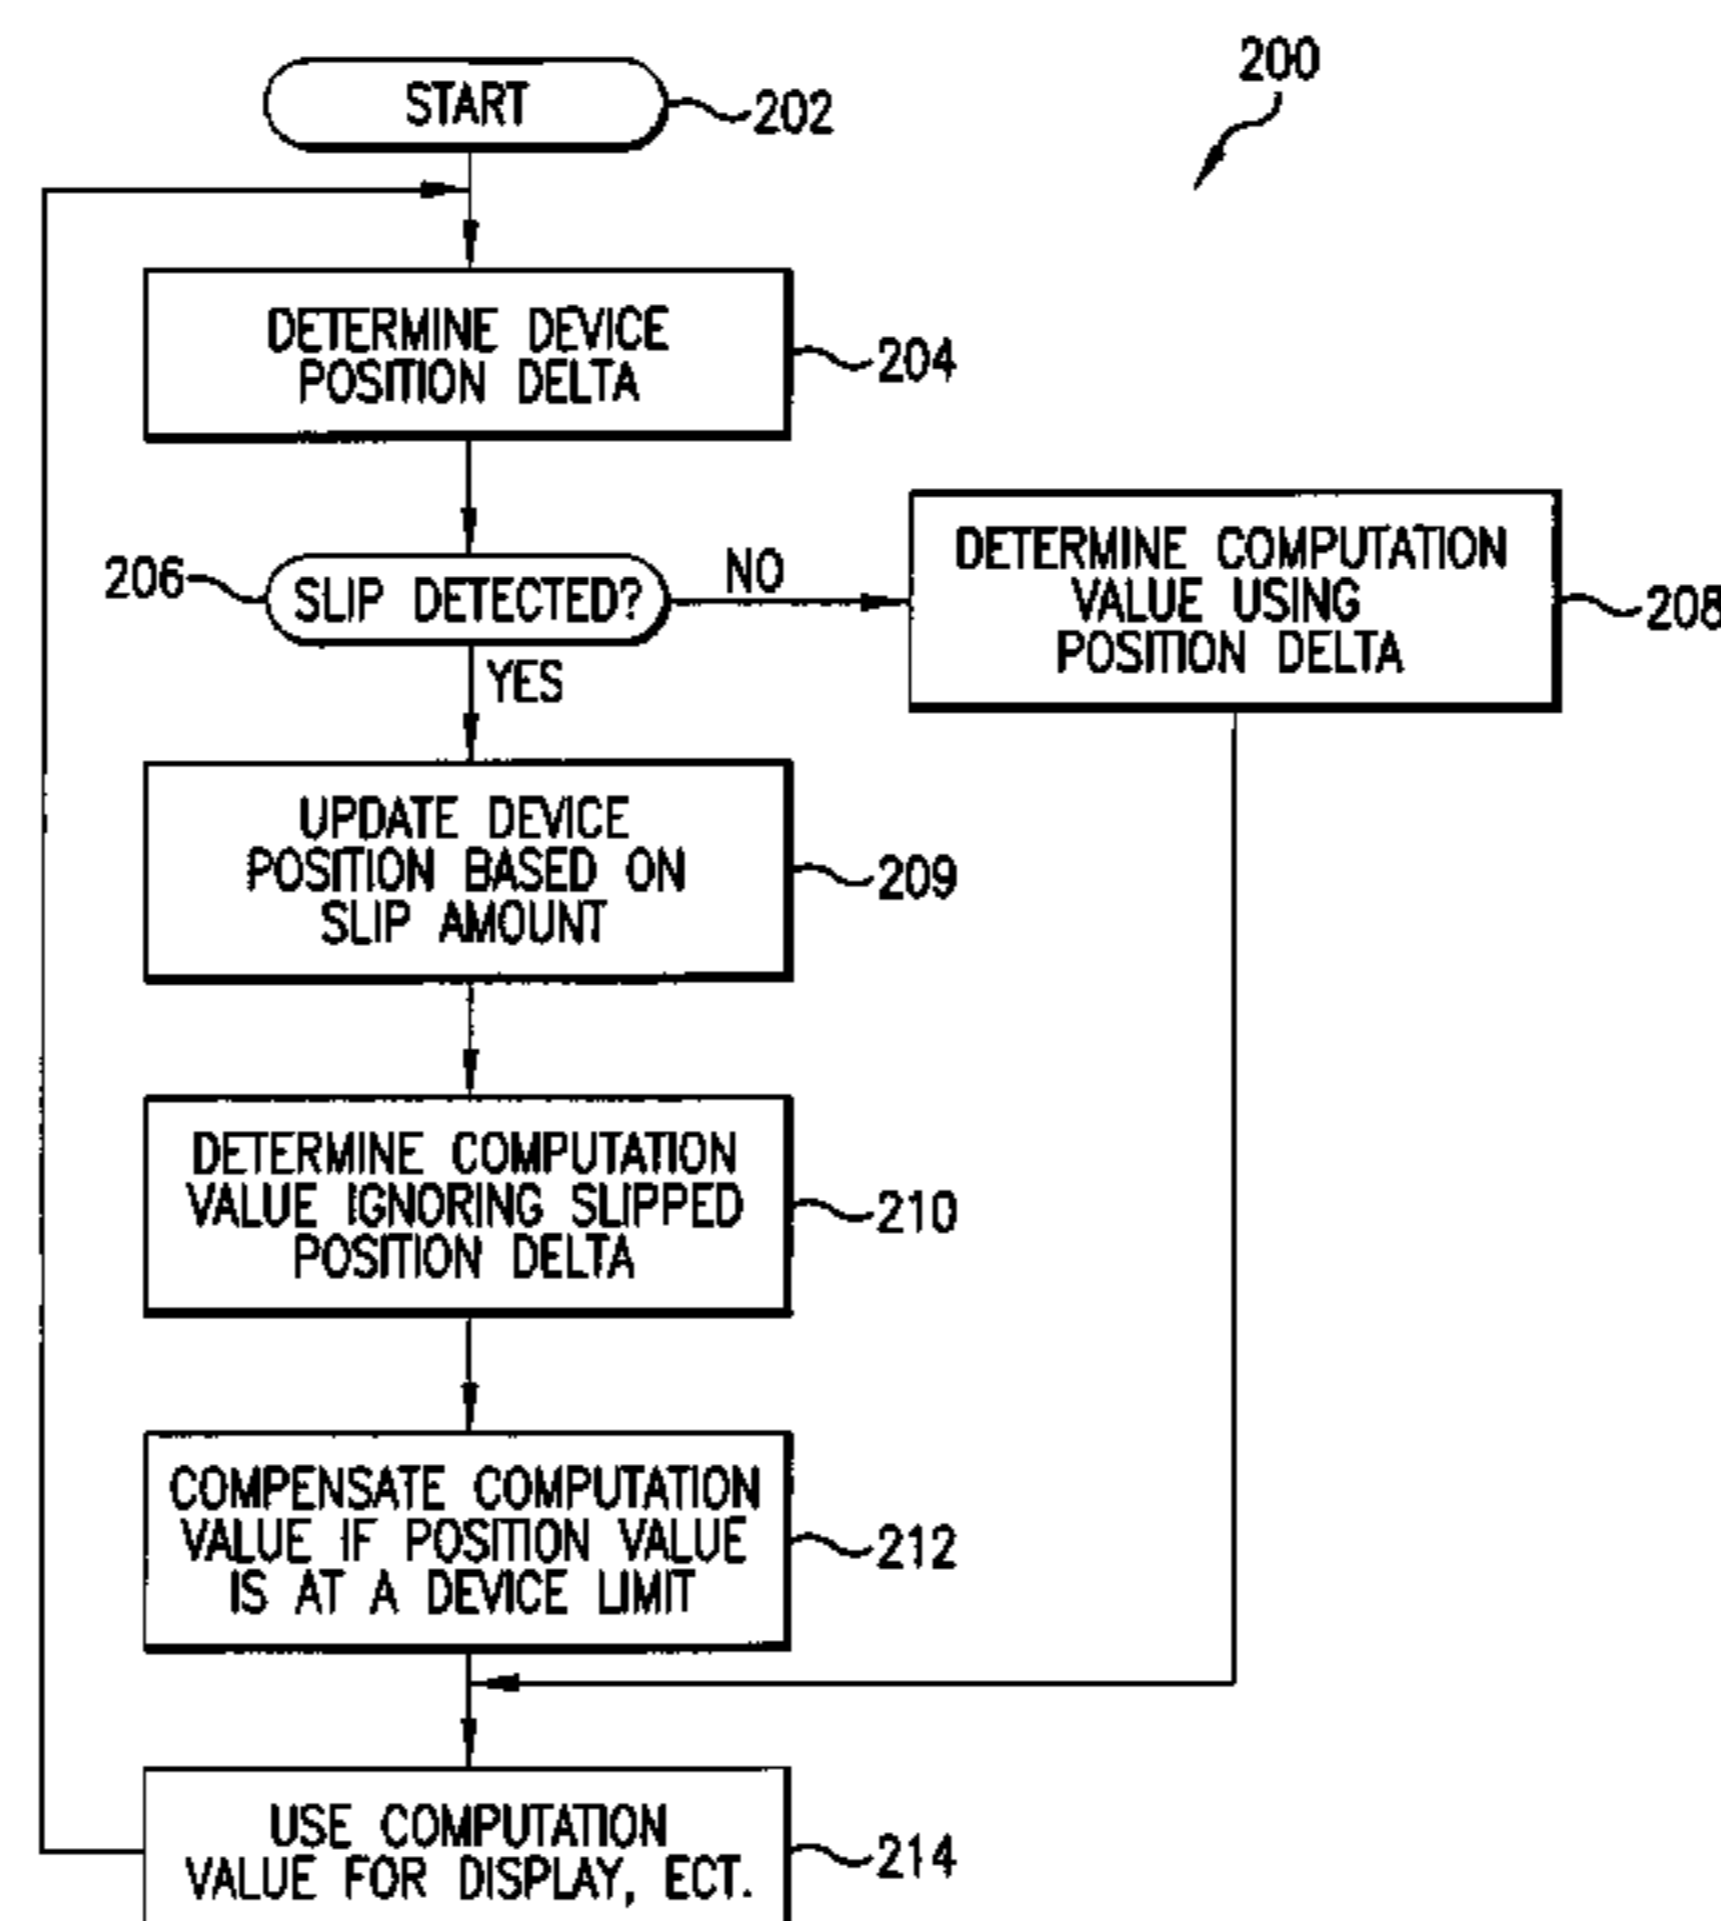 200
START
202
DETERMINE DEVICE
POSITION DELTA
204
206
SLIP DETECTED?
NO
DETERMINE COMPUTATION
VALUE USING
POSITION DELTA
208
YES
UPDATE DEVICE
POSITION BASED ON
SLIP AMOUNT
209
DETERMINE COMPUTATION
VALUE IGNORING SLIPPED
POSITION DELTA
210
COMPENSATE COMPUTATION
VALUE IF POSITION VALUE
IS AT A DEVICE LIMIT
212
USE COMPUTATION
VALUE FOR DISPLAY, ECT.
214